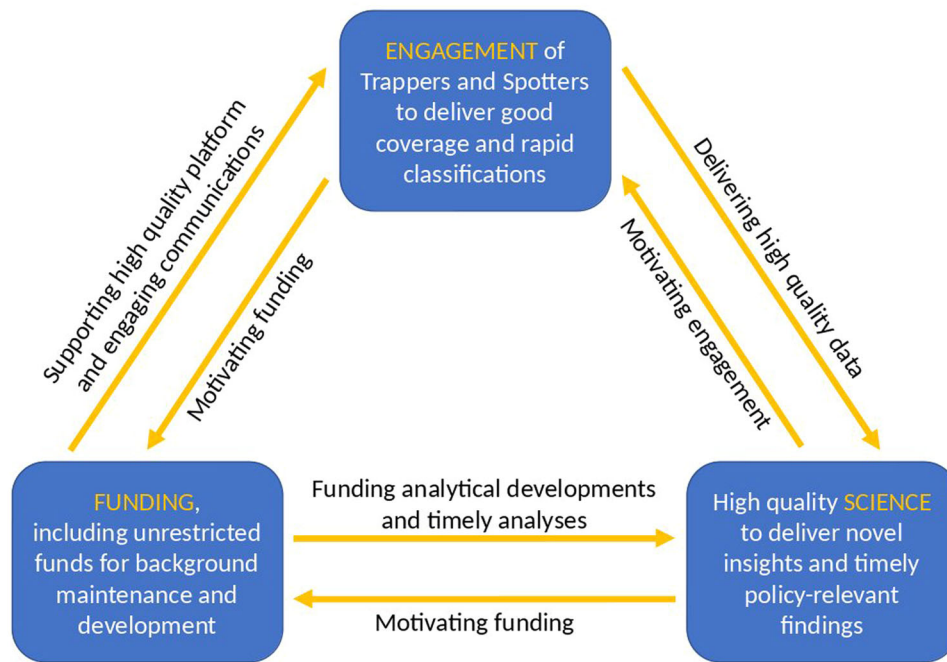 ENGAGEMENT of
Trappers and Spotters
to deliver good
coverage and rapid
classifications
Supporting high quality platform
and engaging communications
Motivating funding
Delivering high quality data
Motivating engagement
FUNDING,
including unrestricted
funds for background
maintenance and
development
Funding analytical developments
and timely analyses
Motivating funding
High quality SCIENCE
to deliver novel
insights and timely
policy-relevant
findings